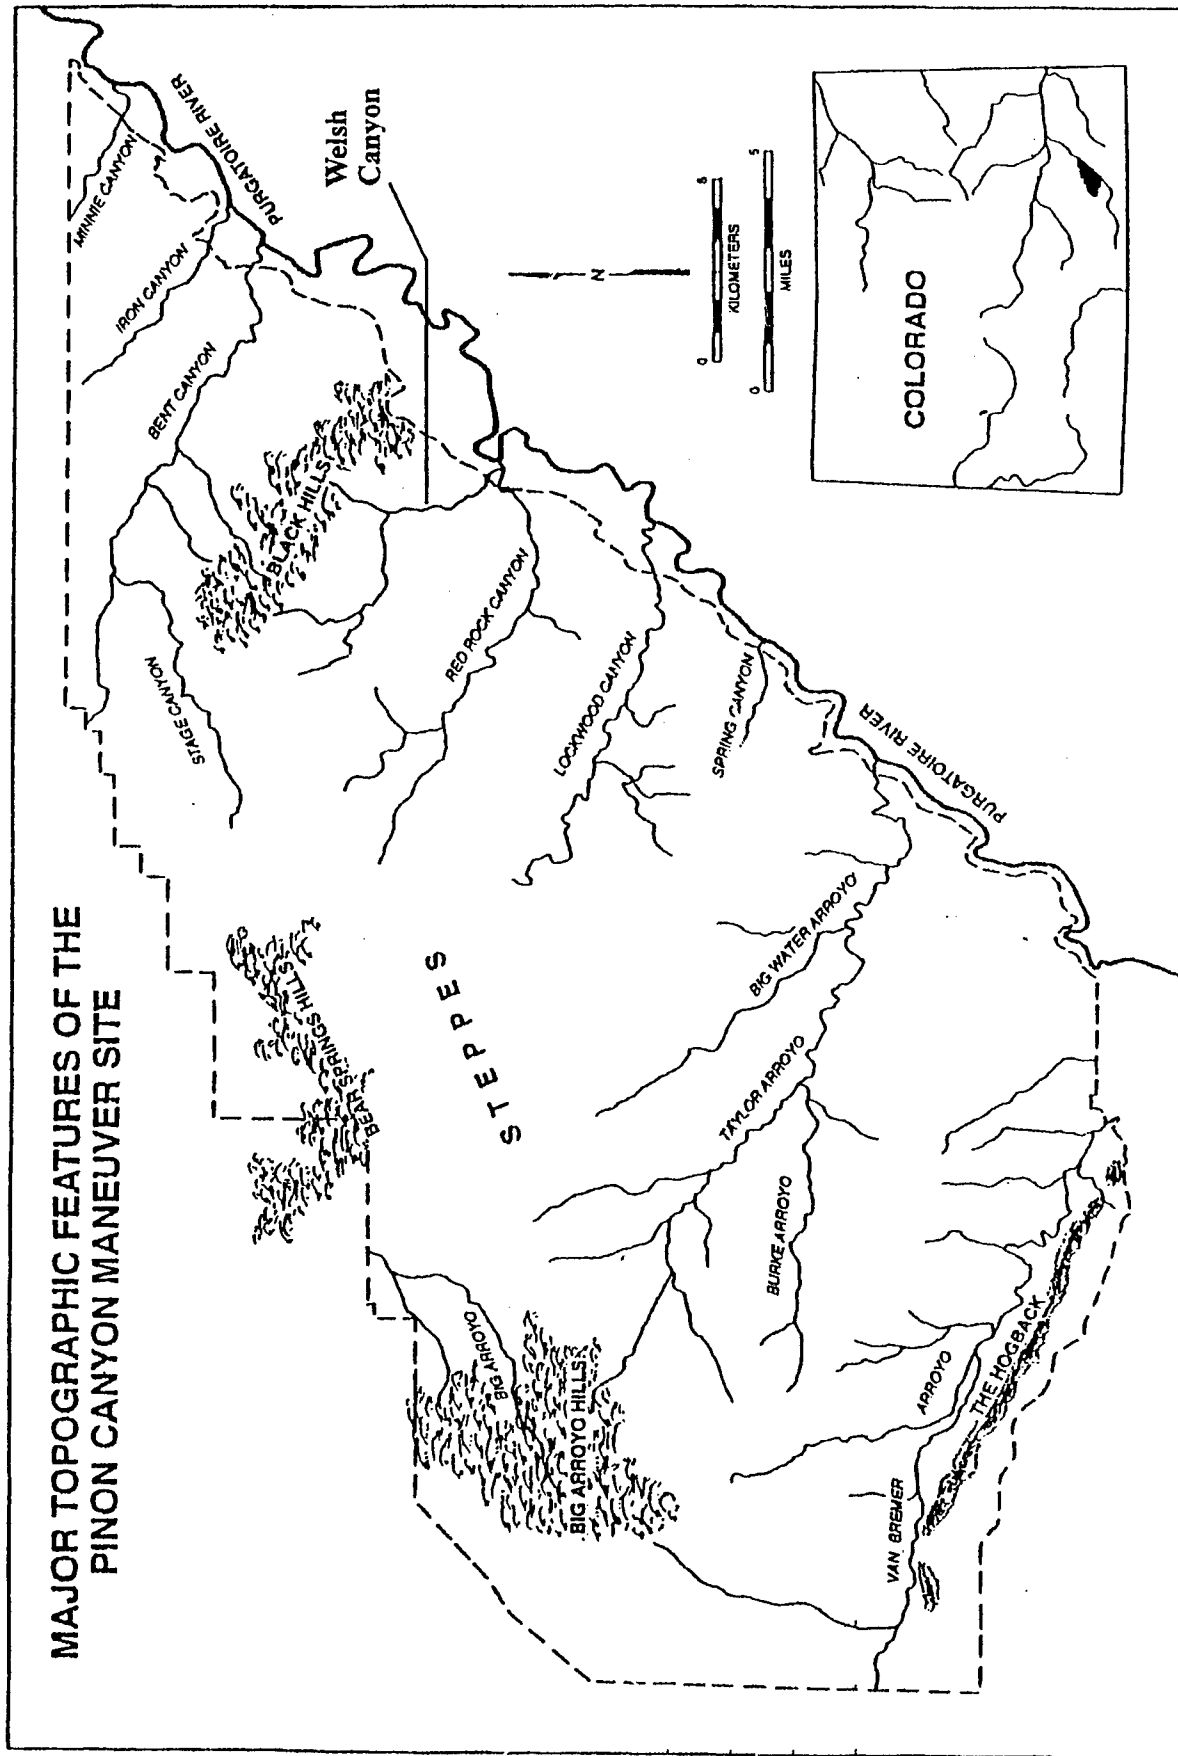 MAJOR TOPOGRAPHIC FEATURES OF THE
PINON CANYON MANEUVER SITE
MINNIE CANYON
PURGATOIRE RIVER
IRON CANYON
BENT CANYON
Welsh
Canyon
BLACK HILLS
STAGE CANYON
RED ROCK CANYON
LOCKWOOD CANYON
SPRING CANYON
PURGATOIRE RIVER
BEAR SPRINGS HILLS
STEPPES
BIG WATER ARROYO
TAYLOR ARROYO
BURKE ARROYO
BIG ARROYO
BIG ARROYO HILLS
VAN BREMER
ARROYO
THE HOGBACK
N
0 8
KILOMETERS
0 5
MILES
COLORADO